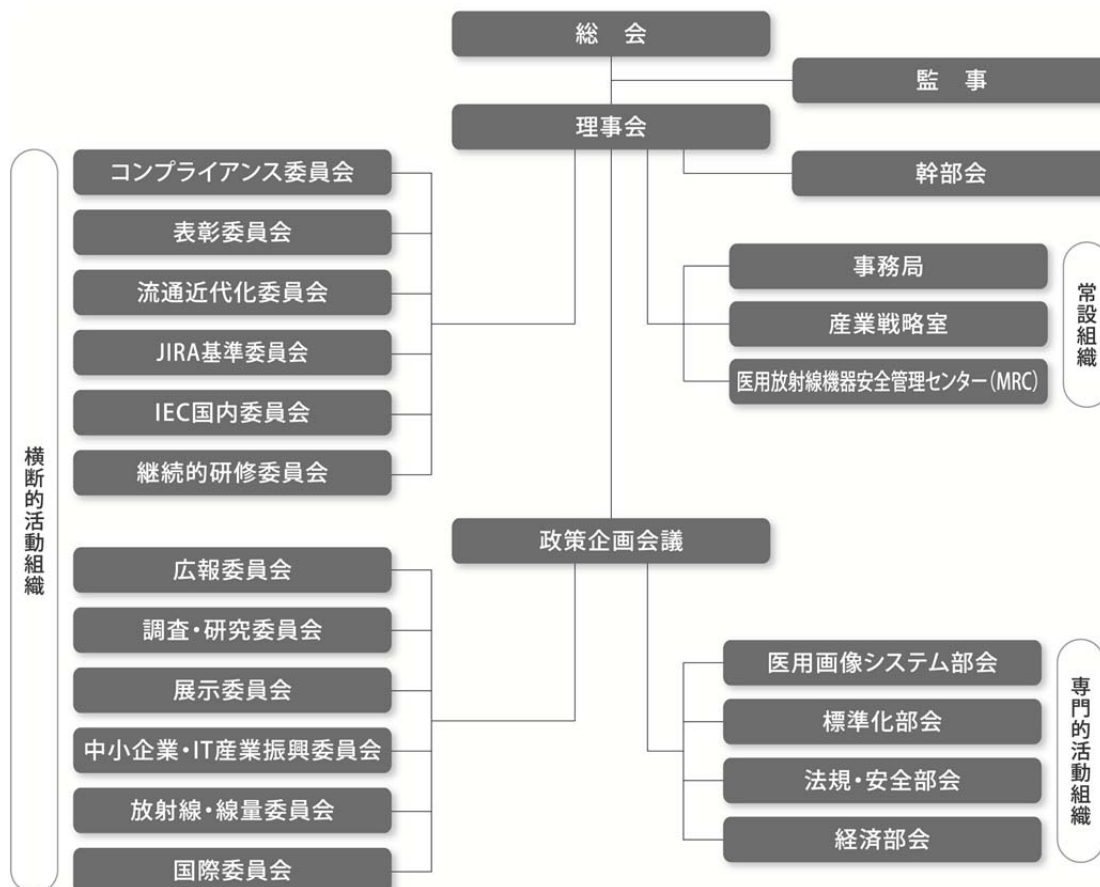 総　会
監　事
理事会
幹部会
横断的活動組織
コンプライアンス委員会
表彰委員会
流通近代化委員会
JIRA基準委員会
IEC国内委員会
継続的研修委員会
事務局
産業戦略室
医用放射線機器安全管理センター（MRC）
常設組織
政策企画会議
広報委員会
調査・研究委員会
展示委員会
中小企業・IT産業振興委員会
放射線・線量委員会
国際委員会
医用画像システム部会
標準化部会
法規・安全部会
経済部会
専門的活動組織